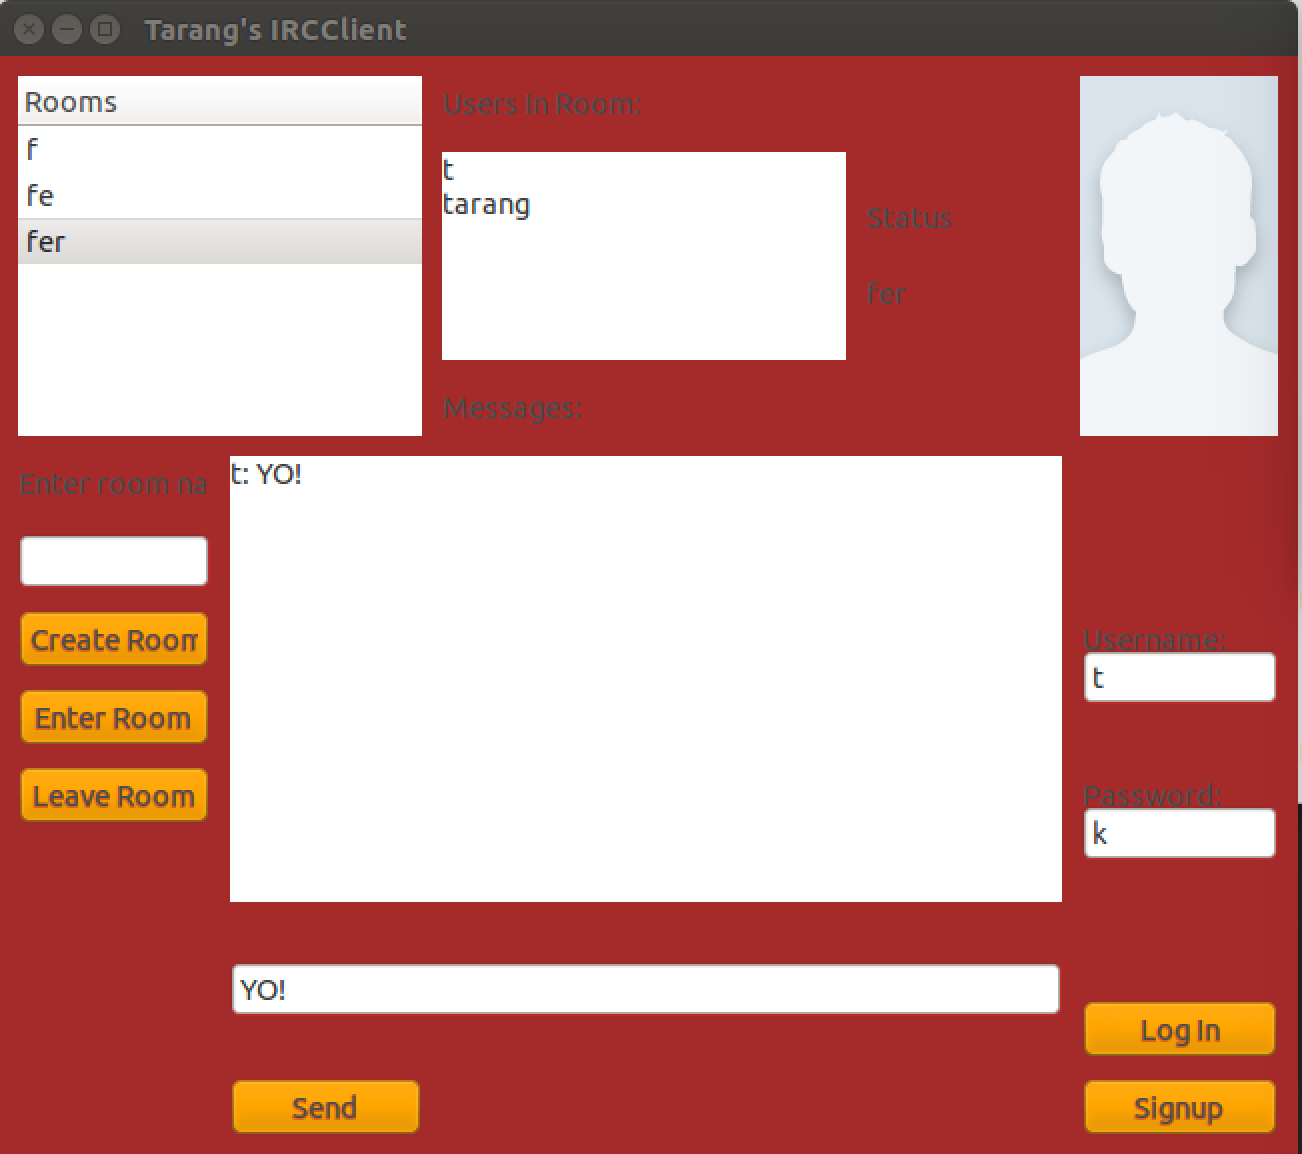 Tarang's IRCClient
Rooms
f
fe
fer
Users In Room:
t
tarang
Status
fer
Messages:
Enter room na
t: YO!
Create Room
Enter Room
Leave Room
Username:
t
Password:
k
YO!
Log In
Send
Signup